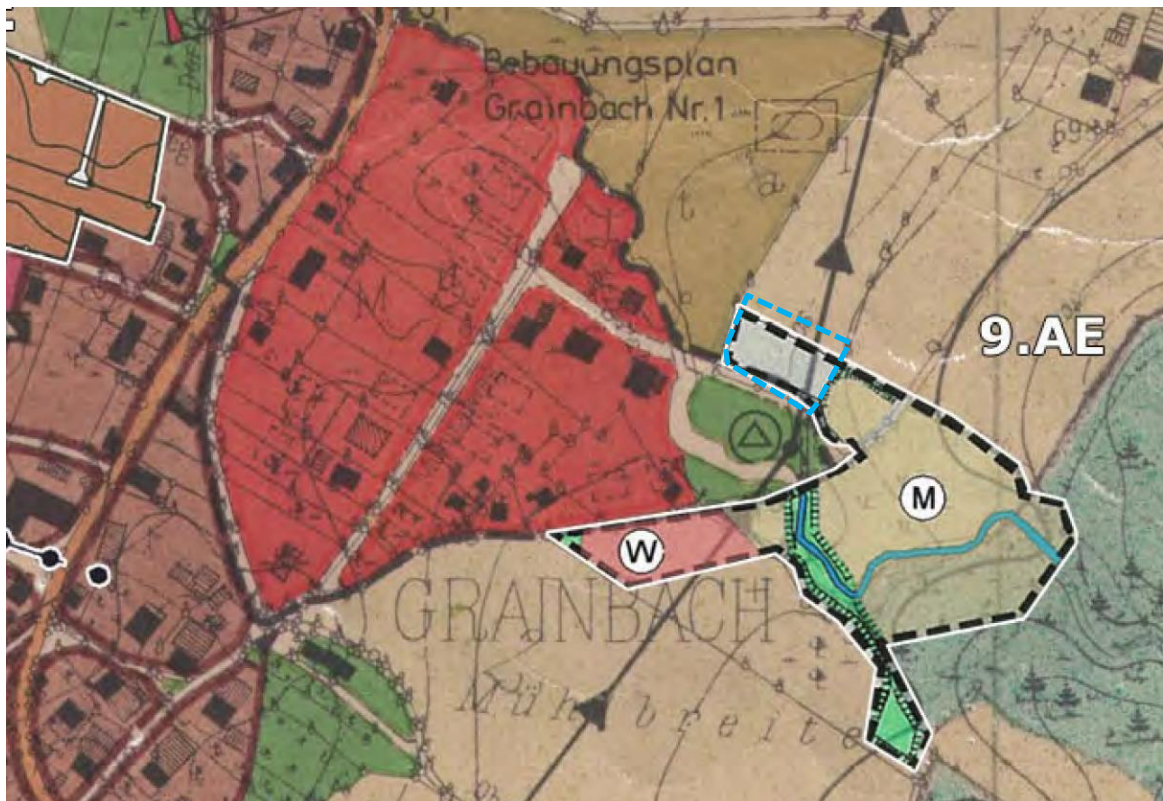 Bebauungsplan
Grainbach Nr.1
9.AE
M
M
W
GRAINBACH
Mühlbreite